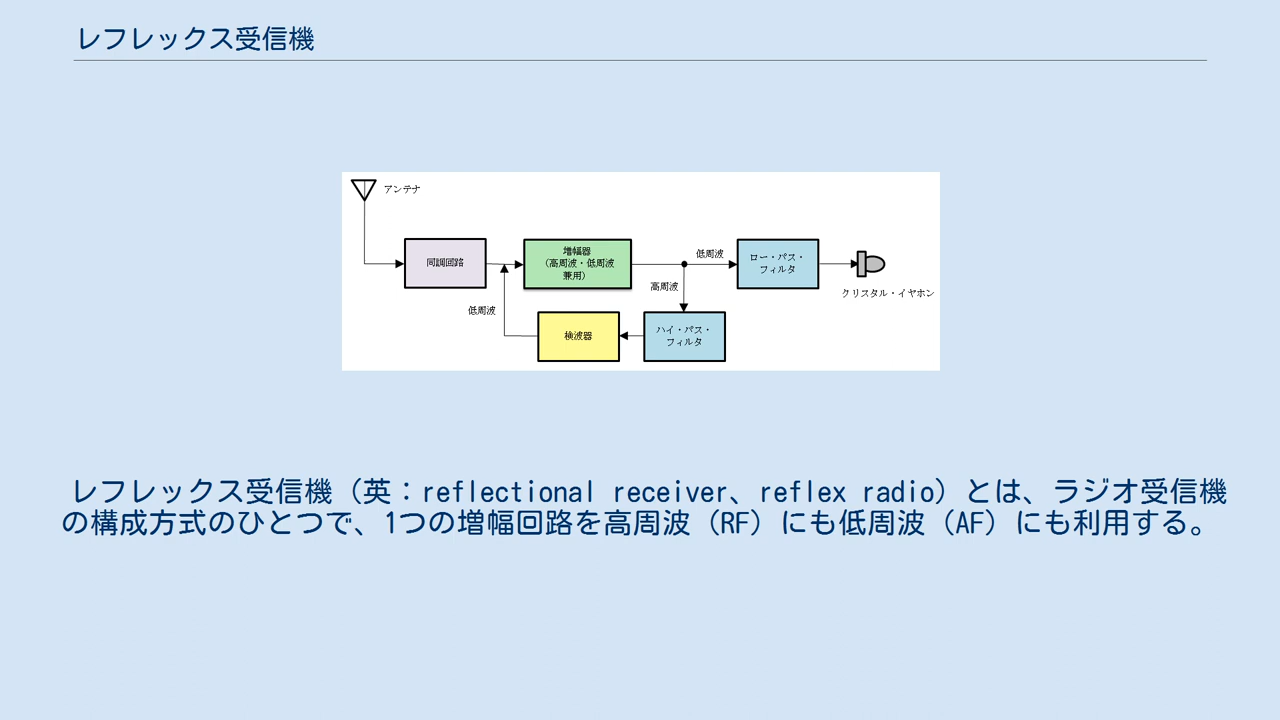 レフレックス受信機
アンテナ
同調回路
増幅器
（高周波・低周波
兼用）
低周波
ロー・パス・
フィルタ
クリスタル・イヤホン
高周波
低周波
検波器
ハイ・パス・
フィルタ
レフレックス受信機（英：reflectional receiver、reflex radio）とは、ラジオ受信機
の構成方式のひとつで、1つの増幅回路を高周波（RF）にも低周波（AF）にも利用する。